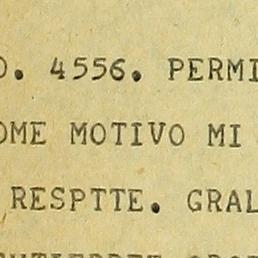 O. 4556. PERMI
OME MOTIVO MI
RESPTTE. GRAL